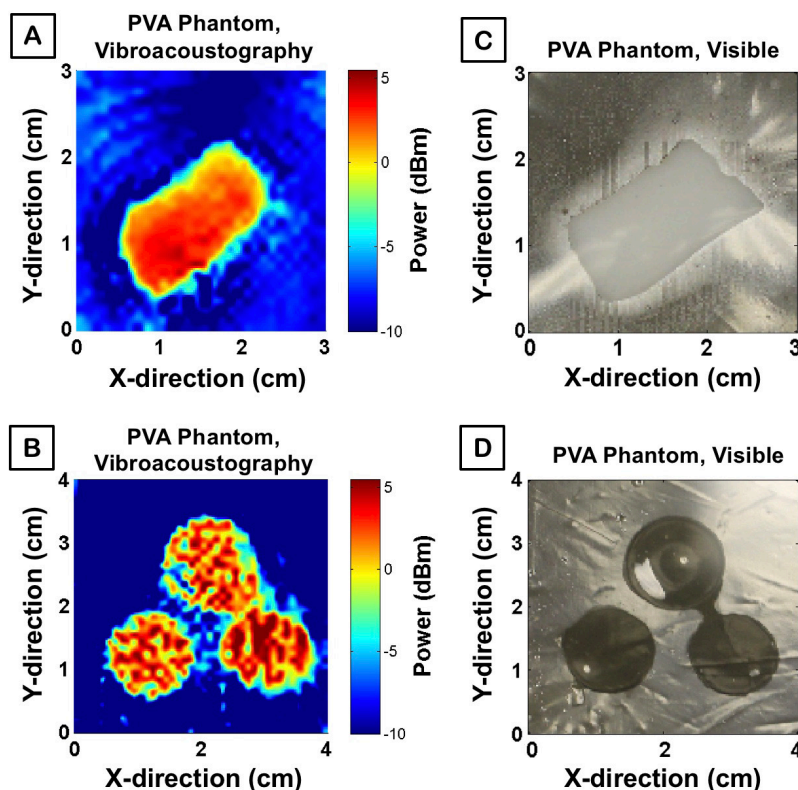 A
PVA Phantom,
Vibroacoustography
3
2
1
0
1
2
3
Y-direction (cm)
X-direction (cm)
5
0
-5
-10
Power (dBm)
C
PVA Phantom, Visible
3
2
1
0
0
1
2
3
Y-direction (cm)
X-direction (cm)
B
PVA Phantom,
Vibroacoustography
4
3
2
1
0
2
4
Y-direction (cm)
X-direction (cm)
5
0
-5
-10
Power (dBm)
D
PVA Phantom, Visible
4
3
2
1
0
0
2
4
Y-direction (cm)
X-direction (cm)